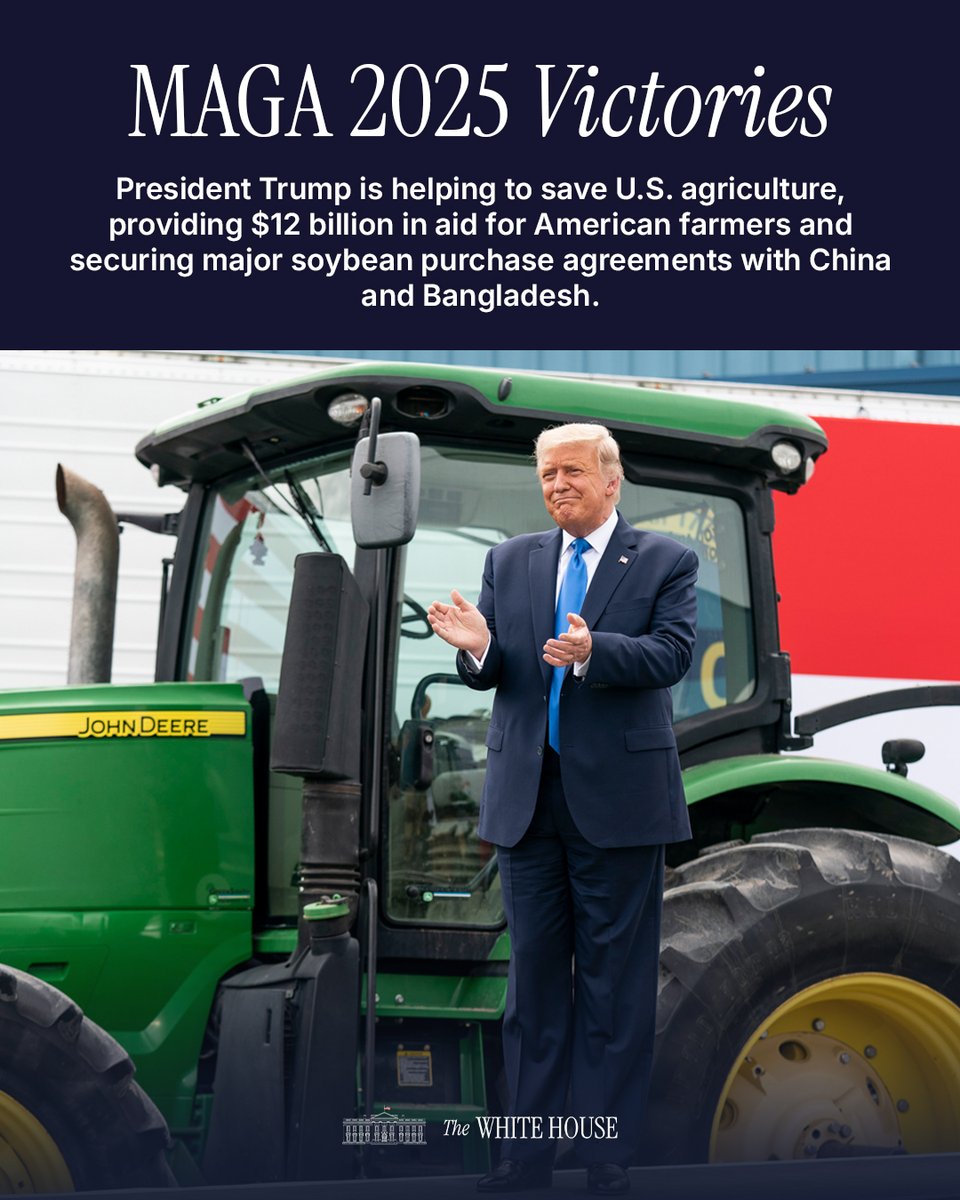 MAGA 2025 Victories
President Trump is helping to save U.S. agriculture,
providing $12 billion in aid for American farmers and
securing major soybean purchase agreements with China
and Bangladesh.
JOHN DEERE
The WHITE HOUSE